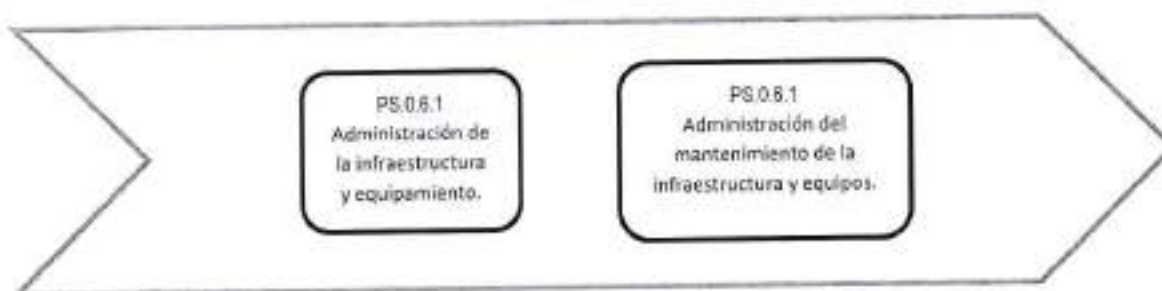 PS.0.6.1
Administración de
la infraestructura
y equipamiento.
PS.0.6.1
Administración del
mantenimiento de la
infraestructura y equipos.